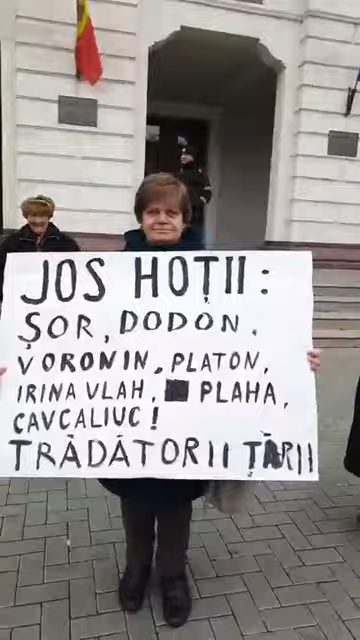 JOS HOȚII:
ȘOR, DODON,
VORONIN, PLATON,
IRINA VLAH, PLAHA,
CAVCALIUC!
TRĂDĂTORII ȚĂRII